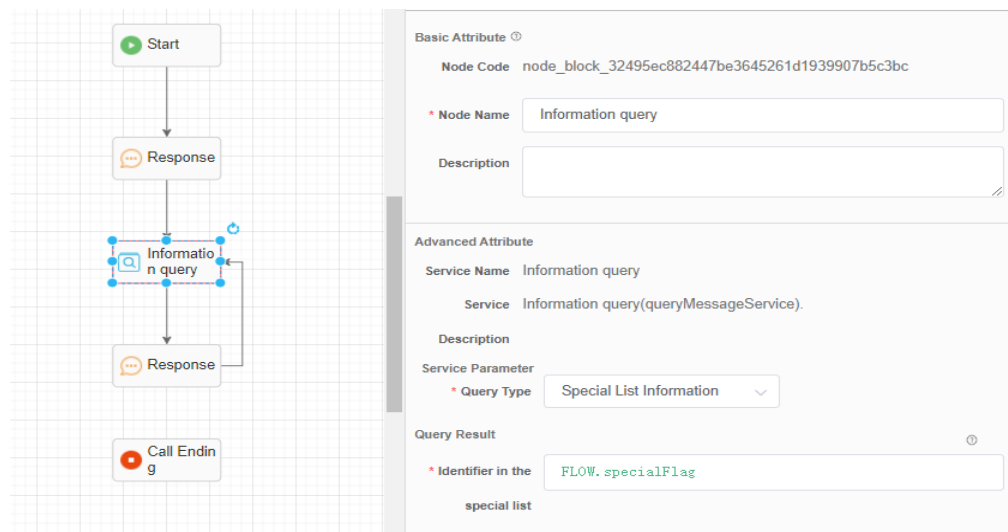 Start
Response
Informatio
n query
Response
Call Endin
g
Basic Attribute
Node Code node_block_32495ec882447be3645261d1939907b5c3bc
* Node Name Information query
Description
Advanced Attribute
Service Name Information query
Service Information query(queryMessageService).
Description
Service Parameter
* Query Type Special List Information
Query Result
* Identifier in the FLOW.specialFlag
special list